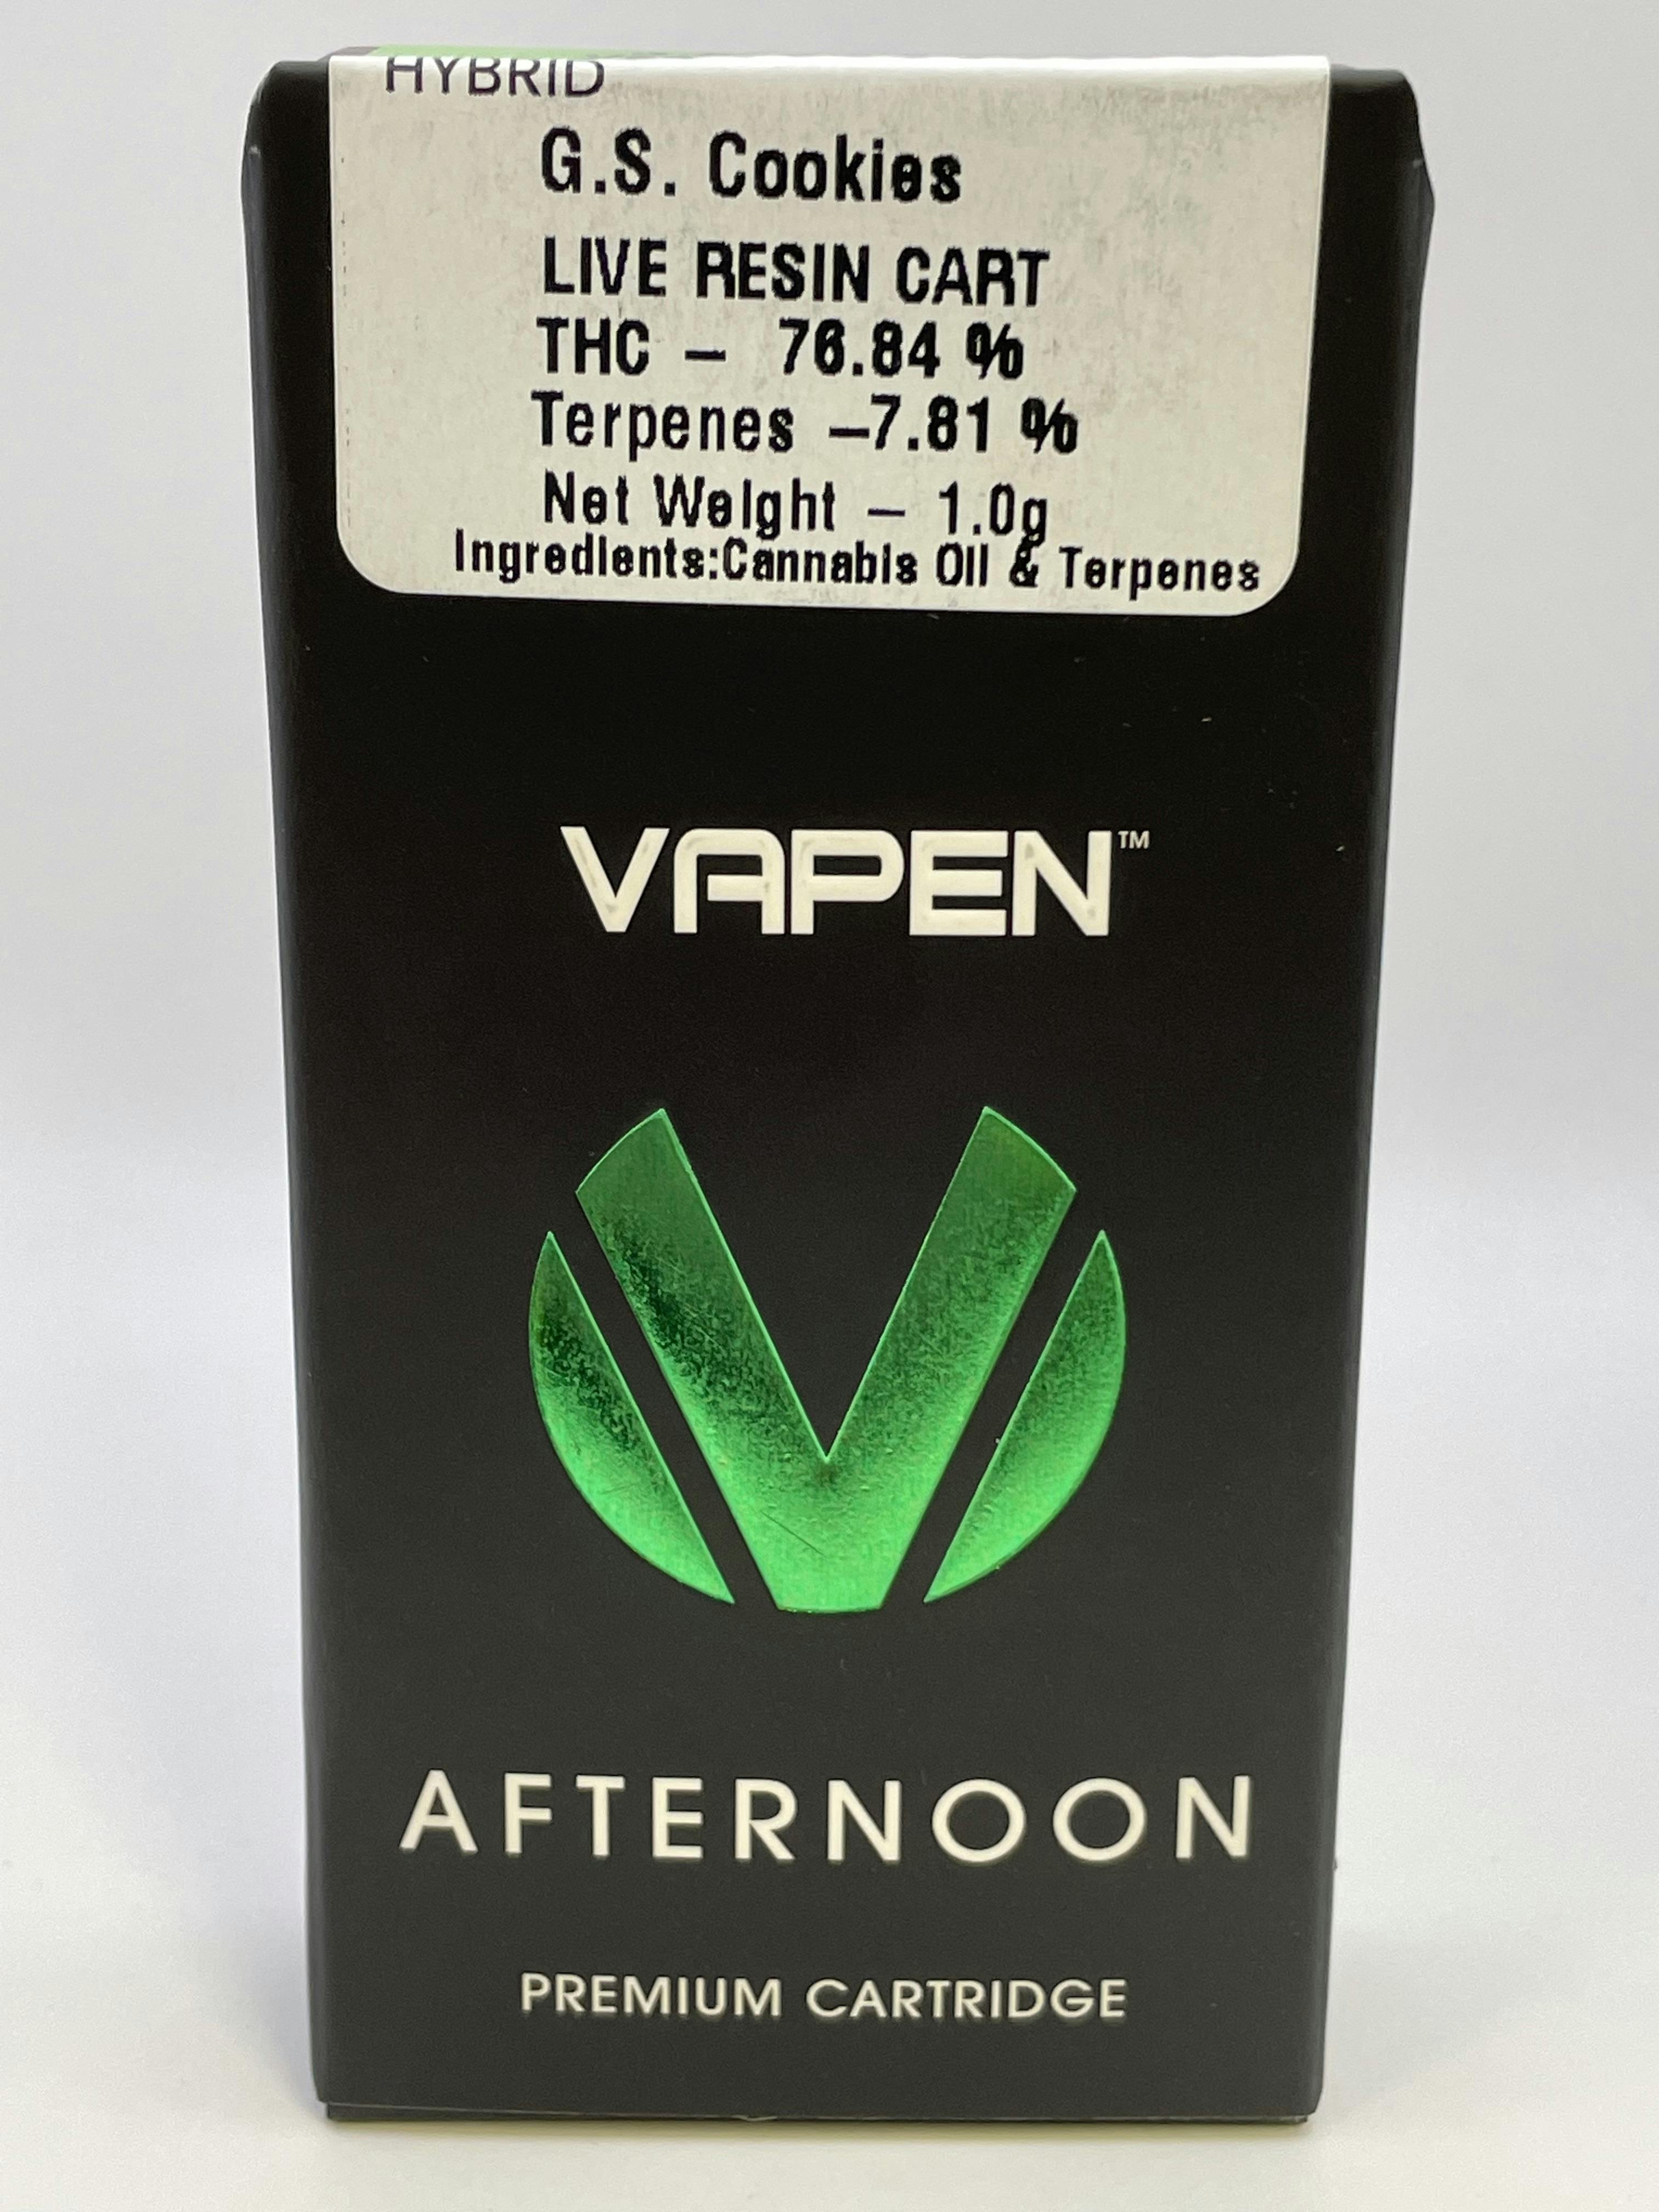 HYBRID
G.S. Cookies
LIVE RESIN CART
THC – 76.84 %
Terpenes –7.81 %
Net Weight – 1.0g
Ingredients:Cannabis Oil & Terpenes
VAPEN™
AFTERNOON
PREMIUM CARTRIDGE